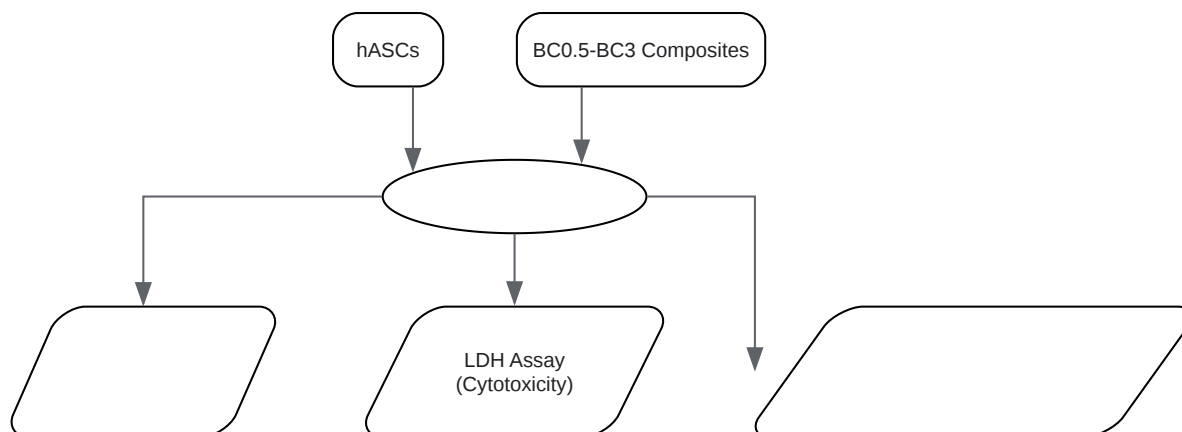 hASCs
BC0.5-BC3 Composites
LDH Assay
(Cytotoxicity)